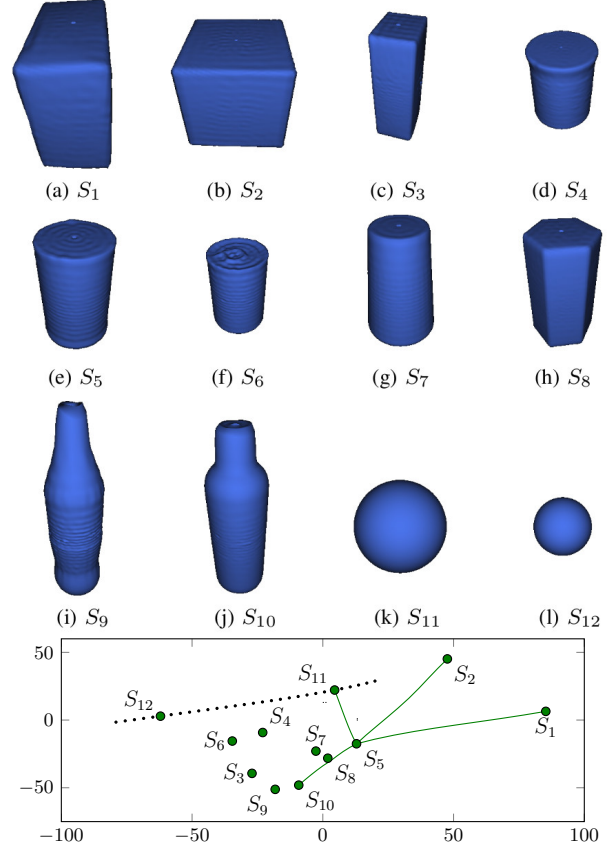 (a) S₁ (b) S₂ (c) S₃ (d) S₄
(e) S₅ (f) S₆ (g) S₇ (h) S₈
(i) S₉ (j) S₁₀ (k) S₁₁ (l) S₁₂
50
0
−50
−100 −50 0 50 100
S₁₁
S₂
S₁₂
S₁
S₄
S₆
S₇
S₅
S₃
S₈
S₉
S₁₀